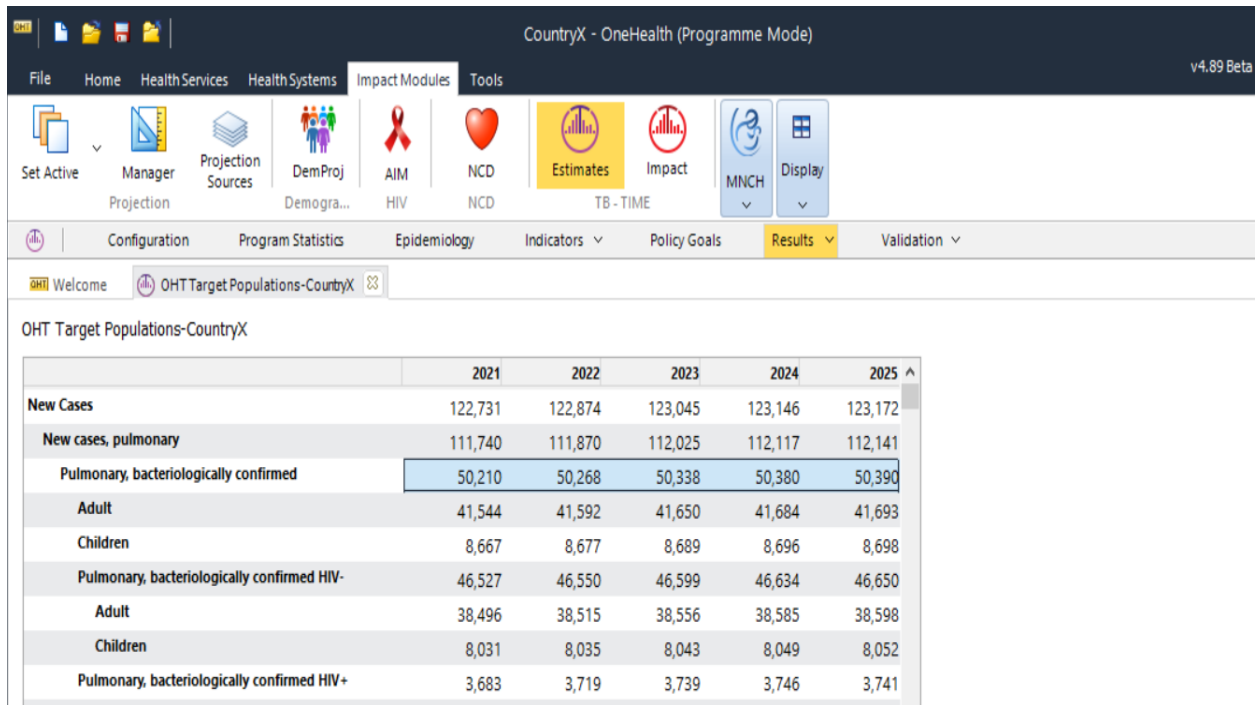 OHT
CountryX - OneHealth (Programme Mode)
v4.89 Beta
File Home Health Services Health Systems Impact Modules Tools
Set Active Manager Projection Sources DemProj AIM NCD Estimates Impact MNCH Display
Projection Demogra... HIV NCD TB - TIME
Configuration Program Statistics Epidemiology Indicators Policy Goals Results Validation
OHT Welcome OHT Target Populations-CountryX
OHT Target Populations-CountryX
2021 2022 2023 2024 2025
New Cases 122,731 122,874 123,045 123,146 123,172
New cases, pulmonary 111,740 111,870 112,025 112,117 112,141
Pulmonary, bacteriologically confirmed 50,210 50,268 50,338 50,380 50,390
Adult 41,544 41,592 41,650 41,684 41,693
Children 8,667 8,677 8,689 8,696 8,698
Pulmonary, bacteriologically confirmed HIV- 46,527 46,550 46,599 46,634 46,650
Adult 38,496 38,515 38,556 38,585 38,598
Children 8,031 8,035 8,043 8,049 8,052
Pulmonary, bacteriologically confirmed HIV+ 3,683 3,719 3,739 3,746 3,741